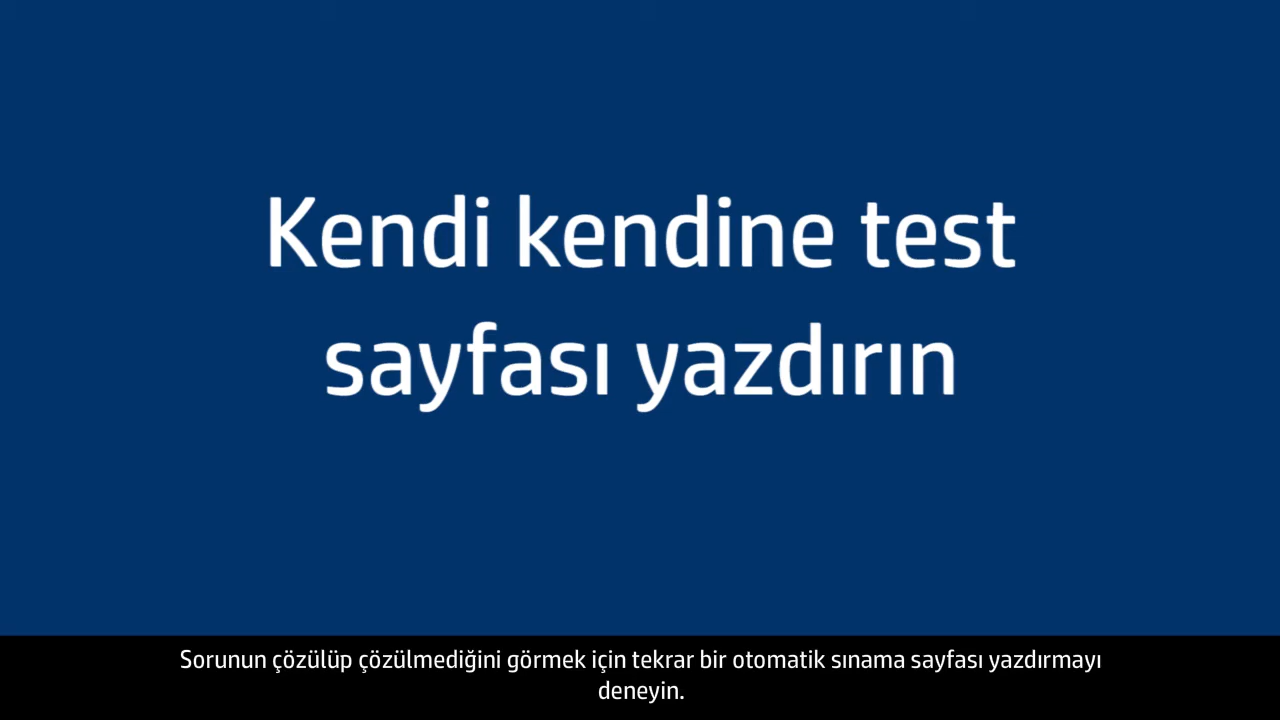 Kendi kendine test
sayfası yazdırın
Sorunun çözülüp çözülmediğini görmek için tekrar bir otomatik sınama sayfası yazdırmayı
deneyin.